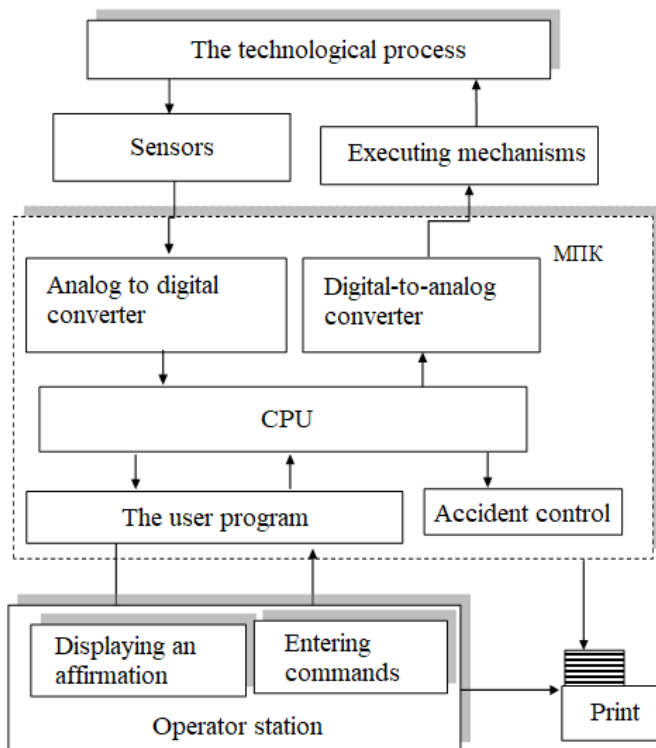 The technological process
Sensors
Executing mechanisms
МПК
Analog to digital
converter
Digital-to-analog
converter
CPU
The user program
Accident control
Displaying an
affirmation
Entering
commands
Operator station
Print